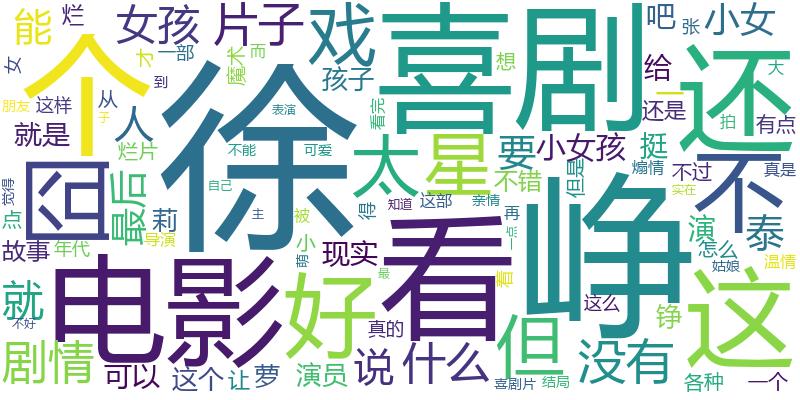 能 烂 女孩 片子 戏 喜剧 吧 张 小女
女 个 才 一部 而 魔术 到 孩子 想 给 一 大 还
朋友 这样 从 子 徐 表演 看完 还是 拍 有点
就是 人 烂片 不能 可爱 太 星 要 小女孩 挺 不过 真是
囧 最后 自己 不错 但是 煽情 实在 不
觉得 点 莉 主 被 得 知道 这部 亲情 再 峥 演 泰
故事 年代 导演 小 现实 看 着 一点 怎么 姑娘 温情
就 电影 萌 好 最 真的 但 这么 铮 这
不好 剧情 可以 这个 让 萝 演员 说 什么 喜剧片 结局 没有 各种 一个